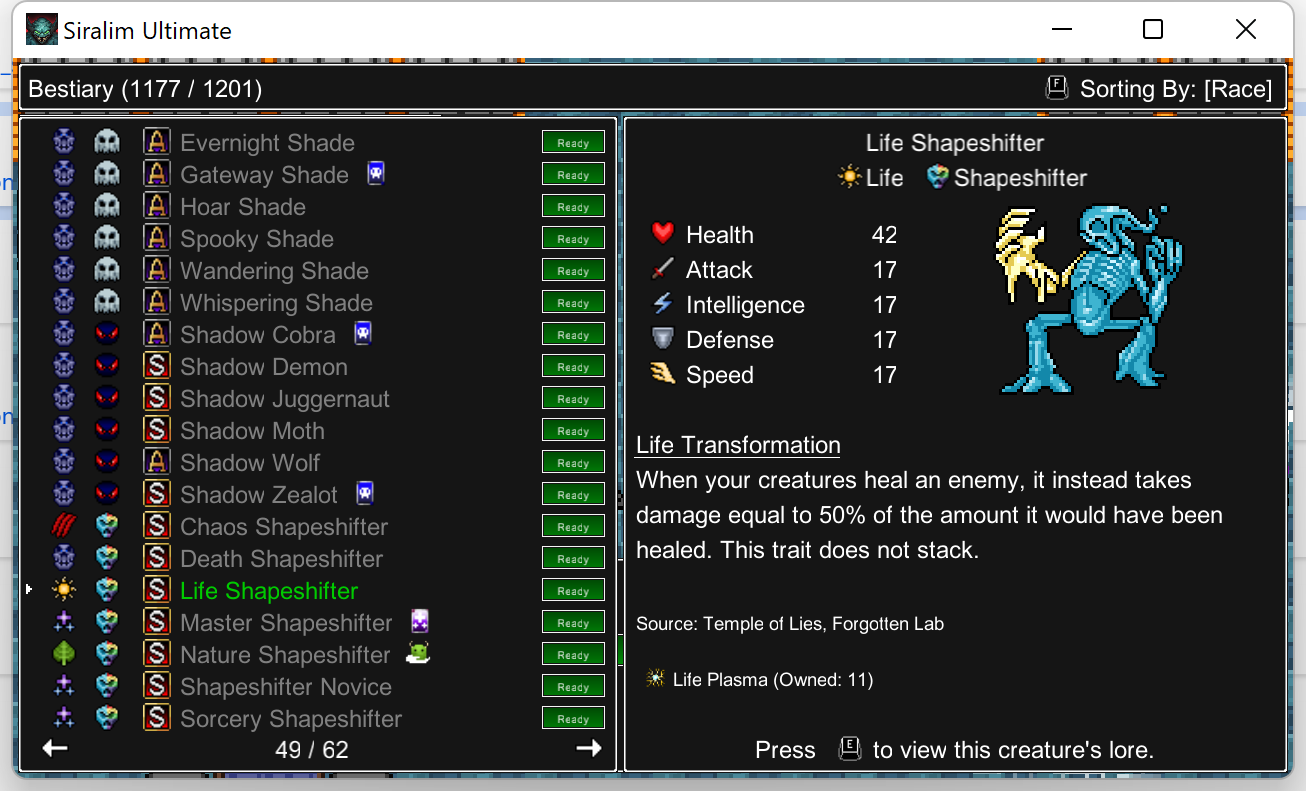 Siralim Ultimate
Bestiary (1177 / 1201)
F Sorting By: [Race]
A Evernight Shade Ready
A Gateway Shade Ready
A Hoar Shade Ready
A Spooky Shade Ready
A Wandering Shade Ready
A Whispering Shade Ready
A Shadow Cobra Ready
S Shadow Demon Ready
S Shadow Juggernaut Ready
S Shadow Moth Ready
A Shadow Wolf Ready
S Shadow Zealot Ready
S Chaos Shapeshifter Ready
S Death Shapeshifter Ready
S Life Shapeshifter Ready
S Master Shapeshifter Ready
S Nature Shapeshifter Ready
S Shapeshifter Novice Ready
S Sorcery Shapeshifter Ready
49 / 62
Life Shapeshifter
Life Shapeshifter
Health 42
Attack 17
Intelligence 17
Defense 17
Speed 17
Life Transformation
When your creatures heal an enemy, it instead takes
damage equal to 50% of the amount it would have been
healed. This trait does not stack.
Source: Temple of Lies, Forgotten Lab
Life Plasma (Owned: 11)
Press E to view this creature's lore.